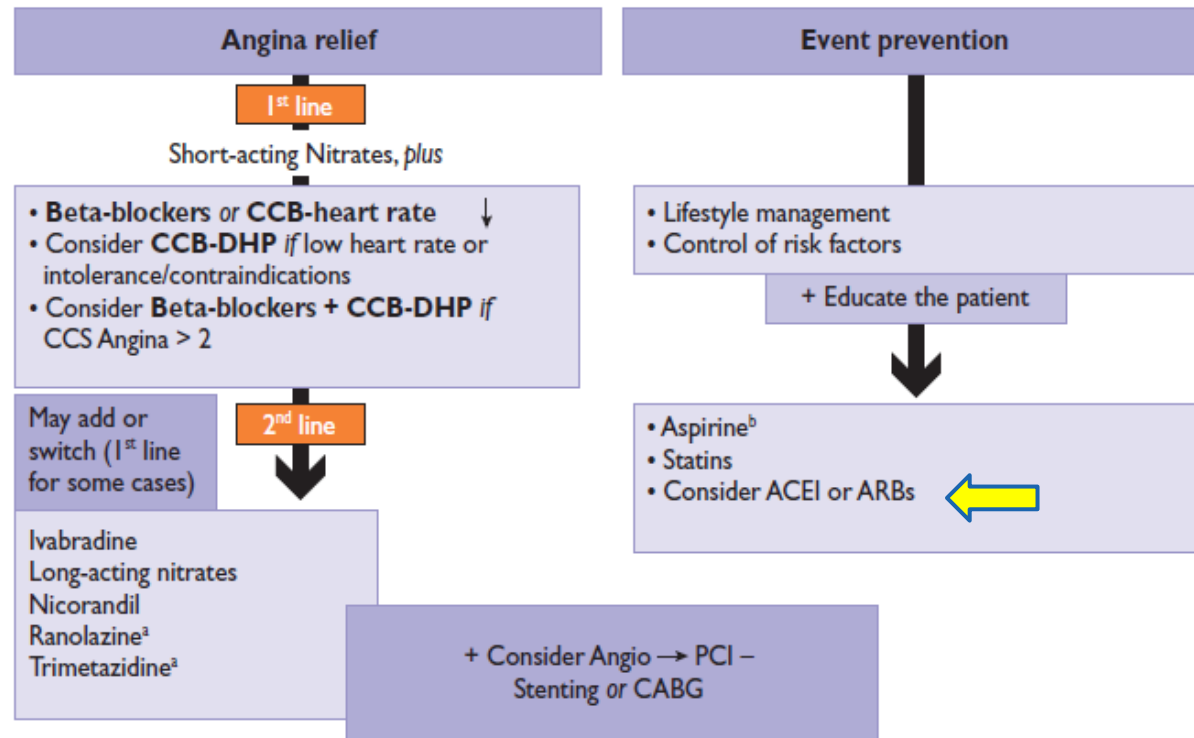 Angina relief
1st line
Short-acting Nitrates, plus
• Beta-blockers or CCB-heart rate ↓
• Consider CCB-DHP if low heart rate or
intolerance/contraindications
• Consider Beta-blockers + CCB-DHP if
CCS Angina > 2
May add or
switch (1st line
for some cases)
2nd line
Ivabradine
Long-acting nitrates
Nicorandil
Ranolazineᵃ
Trimetazidineᵃ
Event prevention
• Lifestyle management
• Control of risk factors
+ Educate the patient
• Aspirineᵇ
• Statins
• Consider ACEI or ARBs
+ Consider Angio → PCI –
Stenting or CABG